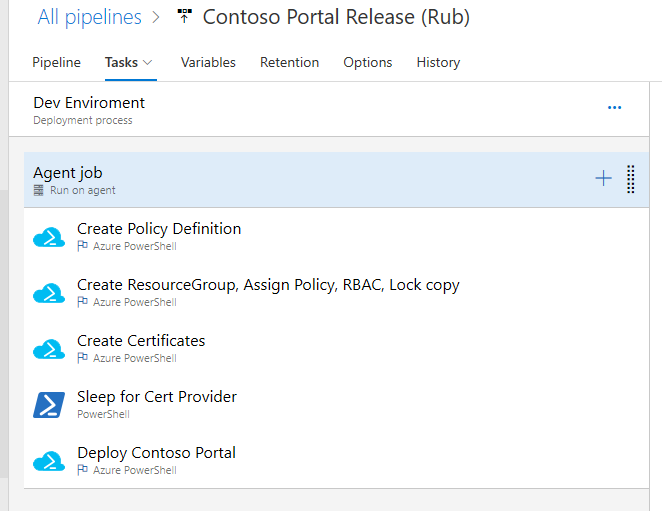 All pipelines > Contoso Portal Release (Rub)
Pipeline Tasks Variables Retention Options History
Dev Enviroment
Deployment process
Agent job
Run on agent
Create Policy Definition
Azure PowerShell
Create ResourceGroup, Assign Policy, RBAC, Lock copy
Azure PowerShell
Create Certificates
Azure PowerShell
Sleep for Cert Provider
PowerShell
Deploy Contoso Portal
Azure PowerShell